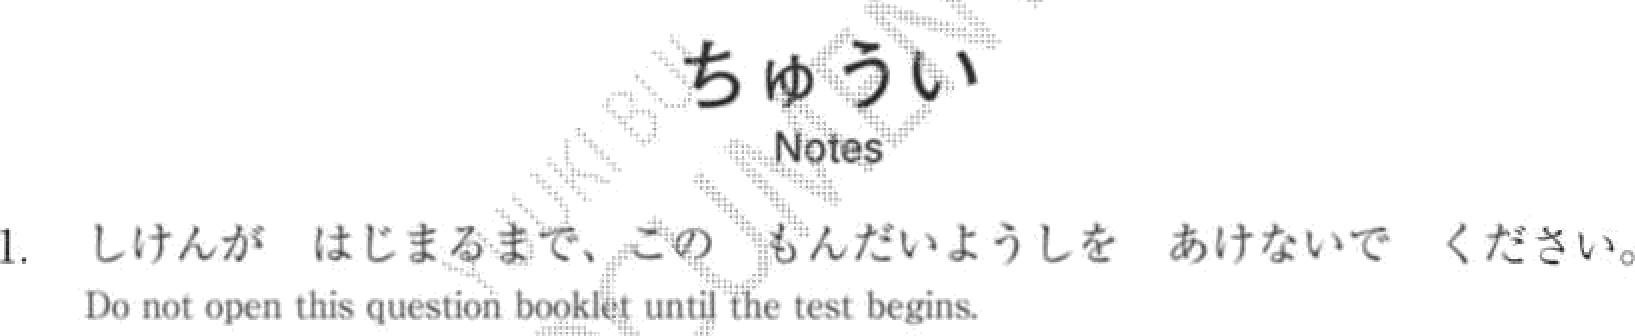 ちゅうい
Notes
1. しけんが　はじまるまで、この　もんだいようしを　あけないで　ください。
Do not open this question booklet until the test begins.